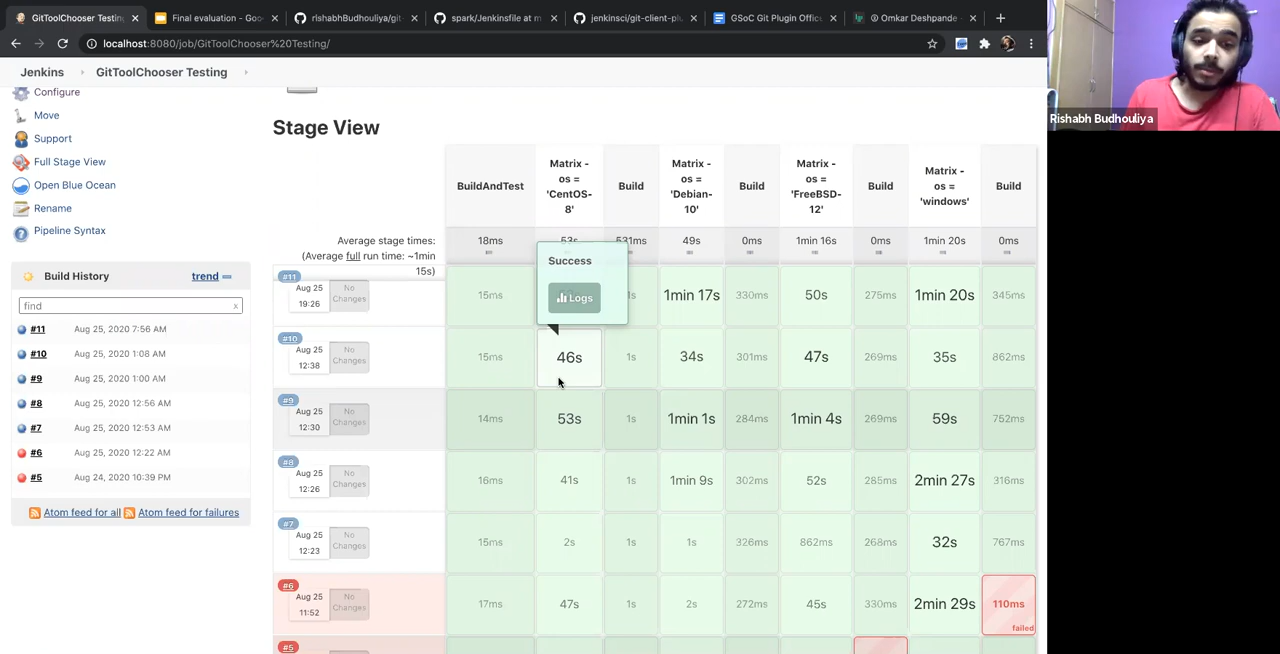 GitToolChooser Testing
Final evaluation - Goo
rishabhBudhouliya/git-
spark/Jenkinsfile at m
jenkinsci/git-client-plu
GSoC Git Plugin Office
Omkar Deshpande -
localhost:8080/job/GitToolChooser%20Testing/
Jenkins
GitToolChooser Testing
Configure
Move
Support
Full Stage View
Open Blue Ocean
Rename
Pipeline Syntax
Build History
trend
find
x
#11 Aug 25, 2020 7:56 AM
#10 Aug 25, 2020 1:08 AM
#9 Aug 25, 2020 1:00 AM
#8 Aug 25, 2020 12:56 AM
#7 Aug 25, 2020 12:53 AM
#6 Aug 25, 2020 12:22 AM
#5 Aug 24, 2020 10:39 PM
Atom feed for all
Atom feed for failures
Stage View
BuildAndTest
Matrix -
os =
'CentOS-
8'
Build
Matrix -
os =
'Debian-
10'
Build
Matrix -
os =
'FreeBSD-
12'
Build
Matrix -
os =
'windows'
Build
Average stage times:
(Average full run time: ~1min
15s)
18ms
53s
531ms
49s
0ms
1min 16s
0ms
1min 20s
0ms
Success
Logs
#11
Aug 25
19:26
No
Changes
15ms
1s
1min 17s
330ms
50s
275ms
1min 20s
345ms
#10
Aug 25
12:38
No
Changes
15ms
46s
1s
34s
301ms
47s
269ms
35s
862ms
#9
Aug 25
12:30
No
Changes
14ms
53s
1s
1min 1s
284ms
1min 4s
269ms
59s
752ms
#8
Aug 25
12:26
No
Changes
16ms
41s
1s
1min 9s
302ms
52s
285ms
2min 27s
316ms
#7
Aug 25
12:23
No
Changes
15ms
2s
1s
1s
326ms
862ms
268ms
32s
767ms
#6
Aug 25
11:52
No
Changes
17ms
47s
1s
2s
272ms
45s
330ms
2min 29s
110ms
failed
#5
Rishabh Budhouliya